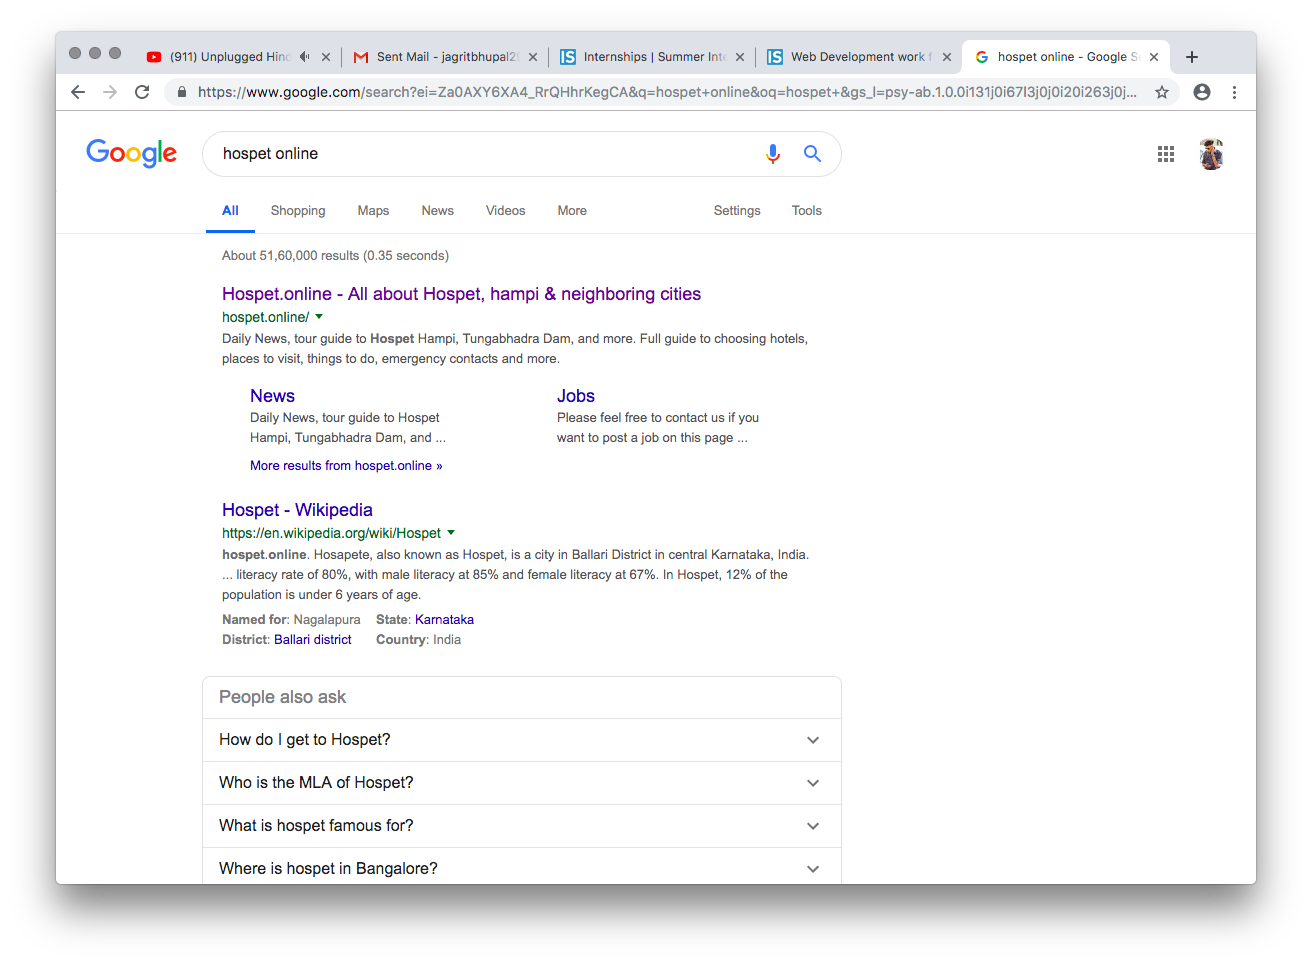 (911) Unplugged Hind
Sent Mail - jagritbhupal29
Internships | Summer Inte
Web Development work f
hospet online - Google Se
https://www.google.com/search?ei=Za0AXY6XA4_RrQHhrKegCA&q=hospet+online&oq=hospet+&gs_l=psy-ab.1.0.0i131j0i67l3j0j0i20i263j0j...
Google
hospet online
All Shopping Maps News Videos More Settings Tools
About 51,60,000 results (0.35 seconds)
Hospet.online - All about Hospet, hampi & neighboring cities
hospet.online/
Daily News, tour guide to Hospet Hampi, Tungabhadra Dam, and more. Full guide to choosing hotels,
places to visit, things to do, emergency contacts and more.
News
Daily News, tour guide to Hospet
Hampi, Tungabhadra Dam, and ...
Jobs
Please feel free to contact us if you
want to post a job on this page ...
More results from hospet.online »
Hospet - Wikipedia
https://en.wikipedia.org/wiki/Hospet
hospet.online. Hosapete, also known as Hospet, is a city in Ballari District in central Karnataka, India.
... literacy rate of 80%, with male literacy at 85% and female literacy at 67%. In Hospet, 12% of the
population is under 6 years of age.
Named for: Nagalapura State: Karnataka
District: Ballari district Country: India
People also ask
How do I get to Hospet?
Who is the MLA of Hospet?
What is hospet famous for?
Where is hospet in Bangalore?